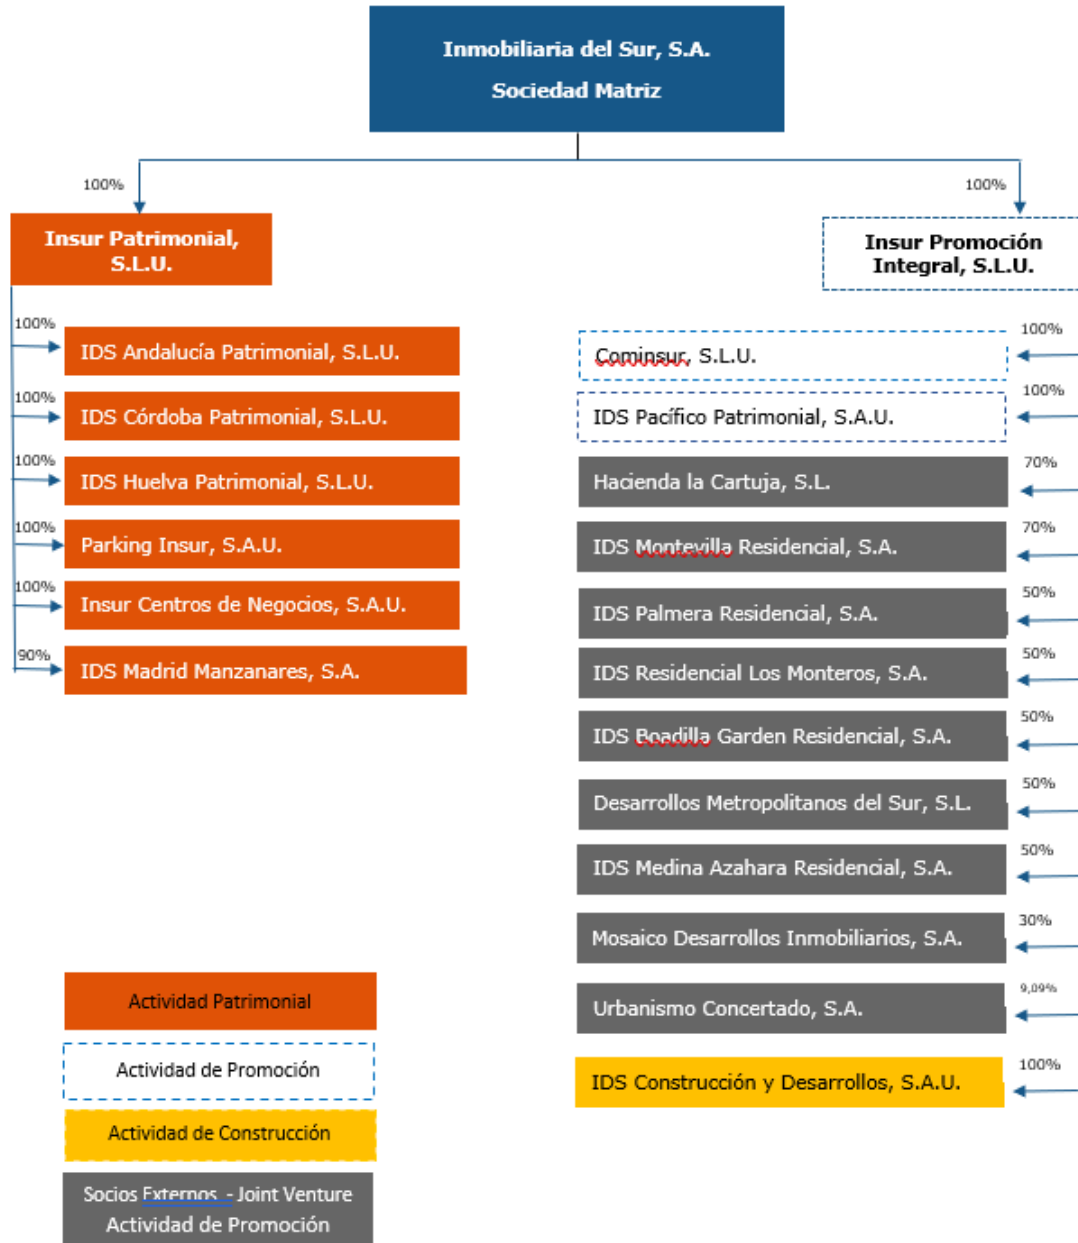 Inmobiliaria del Sur, S.A.
Sociedad Matriz
100%
100%
Insur Patrimonial,
S.L.U.
Insur Promoción
Integral, S.L.U.
100%
IDS Andalucía Patrimonial, S.L.U.
100%
IDS Córdoba Patrimonial, S.L.U.
100%
IDS Huelva Patrimonial, S.L.U.
100%
Parking Insur, S.A.U.
100%
Insur Centros de Negocios, S.A.U.
90%
IDS Madrid Manzanares, S.A.
100%
Cominsur, S.L.U.
100%
IDS Pacífico Patrimonial, S.A.U.
70%
Hacienda la Cartuja, S.L.
70%
IDS Montevilla Residencial, S.A.
50%
IDS Palmera Residencial, S.A.
50%
IDS Residencial Los Monteros, S.A.
50%
IDS Boadilla Garden Residencial, S.A.
50%
Desarrollos Metropolitanos del Sur, S.L.
50%
IDS Medina Azahara Residencial, S.A.
30%
Mosaico Desarrollos Inmobiliarios, S.A.
9,09%
Urbanismo Concertado, S.A.
100%
IDS Construcción y Desarrollos, S.A.U.
Actividad Patrimonial
Actividad de Promoción
Actividad de Construcción
Socios Externos - Joint Venture
Actividad de Promoción